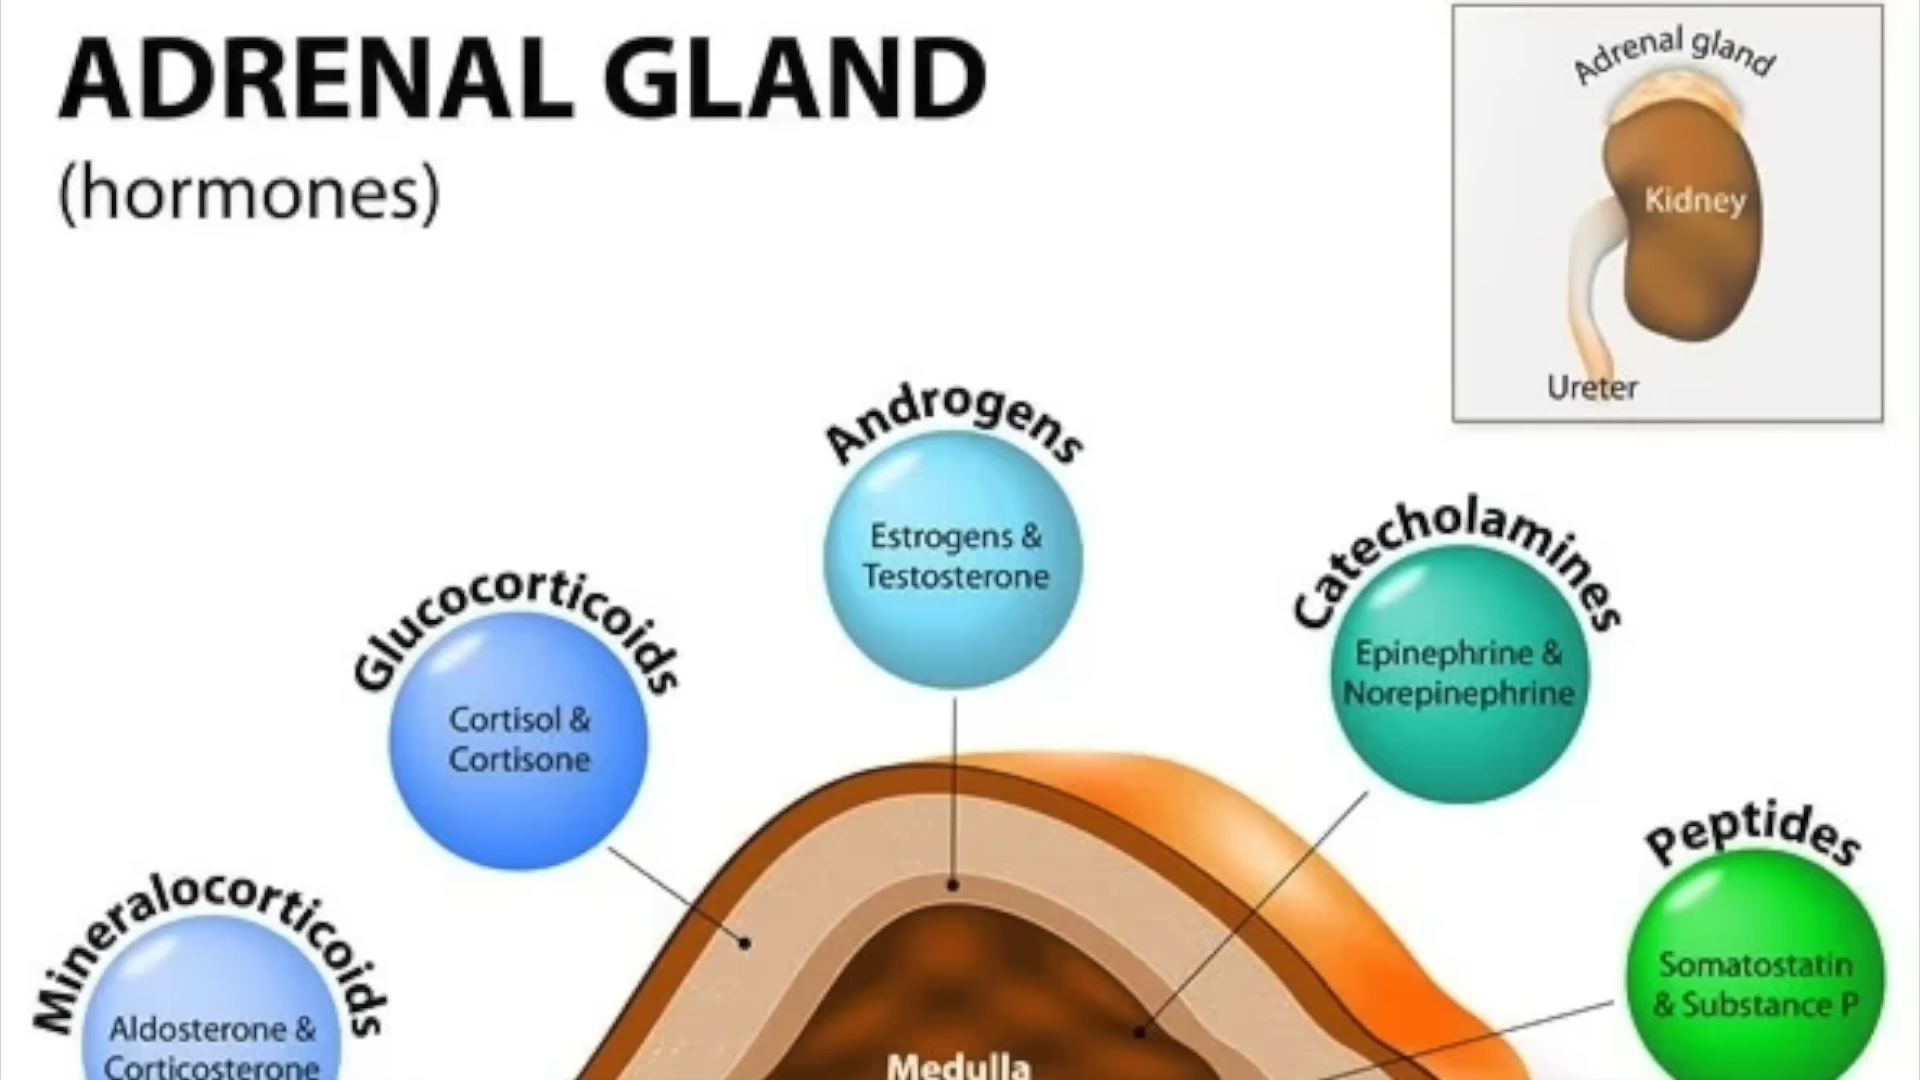 ADRENAL GLAND
(hormones)
Adrenal gland
Kidney
Ureter
Androgens
Estrogens &
Testosterone
Catecholamines
Epinephrine &
Norepinephrine
Glucocorticoids
Cortisol &
Cortisone
Peptides
Somatostatin
& Substance P
Mineralocorticoids
Aldosterone &
Corticosterone
Medulla